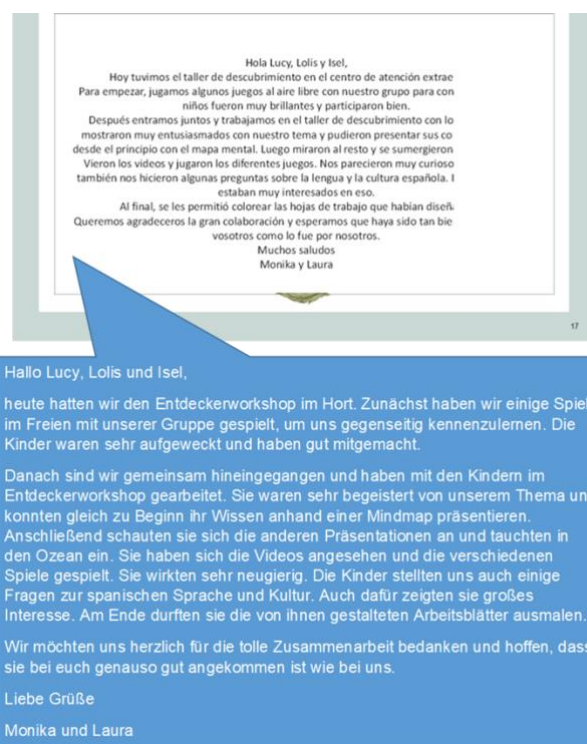 Hola Lucy, Lolis y Isel,
Hoy tuvimos el taller de descubrimiento en el centro de atención extrae
Para empezar, jugamos algunos juegos al aire libre con nuestro grupo para con
niños fueron muy brillantes y participaron bien.
Después entramos juntos y trabajamos en el taller de descubrimiento con lo
mostraron muy entusiasmados con nuestro tema y pudieron presentar sus co
desde el principio con el mapa mental. Luego miraron al resto y se sumergieron
Vieron los videos y jugaron los diferentes juegos. Nos parecieron muy curioso
también nos hicieron algunas preguntas sobre la lengua y la cultura española. I
estaban muy interesados en eso.
Al final, se les permitió colorear las hojas de trabajo que habían diseñ
Queremos agradeceros la gran colaboración y esperamos que haya sido tan bie
vosotros como lo fue por nosotros.
Muchos saludos
Monika y Laura
17
Hallo Lucy, Lolis und Isel,
heute hatten wir den Entdeckerworkshop im Hort. Zunächst haben wir einige Spiel
im Freien mit unserer Gruppe gespielt, um uns gegenseitig kennenzulernen. Die
Kinder waren sehr aufgeweckt und haben gut mitgemacht.
Danach sind wir gemeinsam hineingegangen und haben mit den Kindern im
Entdeckerworkshop gearbeitet. Sie waren sehr begeistert von unserem Thema un
konnten gleich zu Beginn ihr Wissen anhand einer Mindmap präsentieren.
Anschließend schauten sie sich die anderen Präsentationen an und tauchten in
den Ozean ein. Sie haben sich die Videos angesehen und die verschiedenen
Spiele gespielt. Sie wirkten sehr neugierig. Die Kinder stellten uns auch einige
Fragen zur spanischen Sprache und Kultur. Auch dafür zeigten sie großes
Interesse. Am Ende durften sie die von ihnen gestalteten Arbeitsblätter ausmalen.
Wir möchten uns herzlich für die tolle Zusammenarbeit bedanken und hoffen, dass
sie bei euch genauso gut angekommen ist wie bei uns.
Liebe Grüße
Monika und Laura